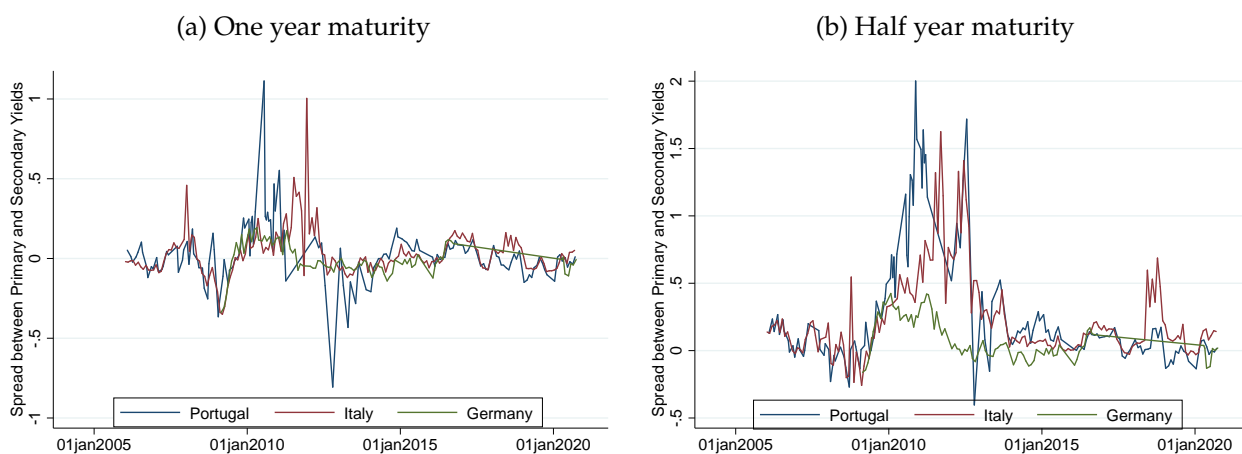 (a) One year maturity
Spread between Primary and Secondary Yields
1
.5
0
-.5
-1
Portugal Italy Germany
01jan2005 01jan2010 01jan2015 01jan2020
(b) Half year maturity
Spread between Primary and Secondary Yields
2
1.5
1
.5
0
-.5
Portugal Italy Germany
01jan2005 01jan2010 01jan2015 01jan2020